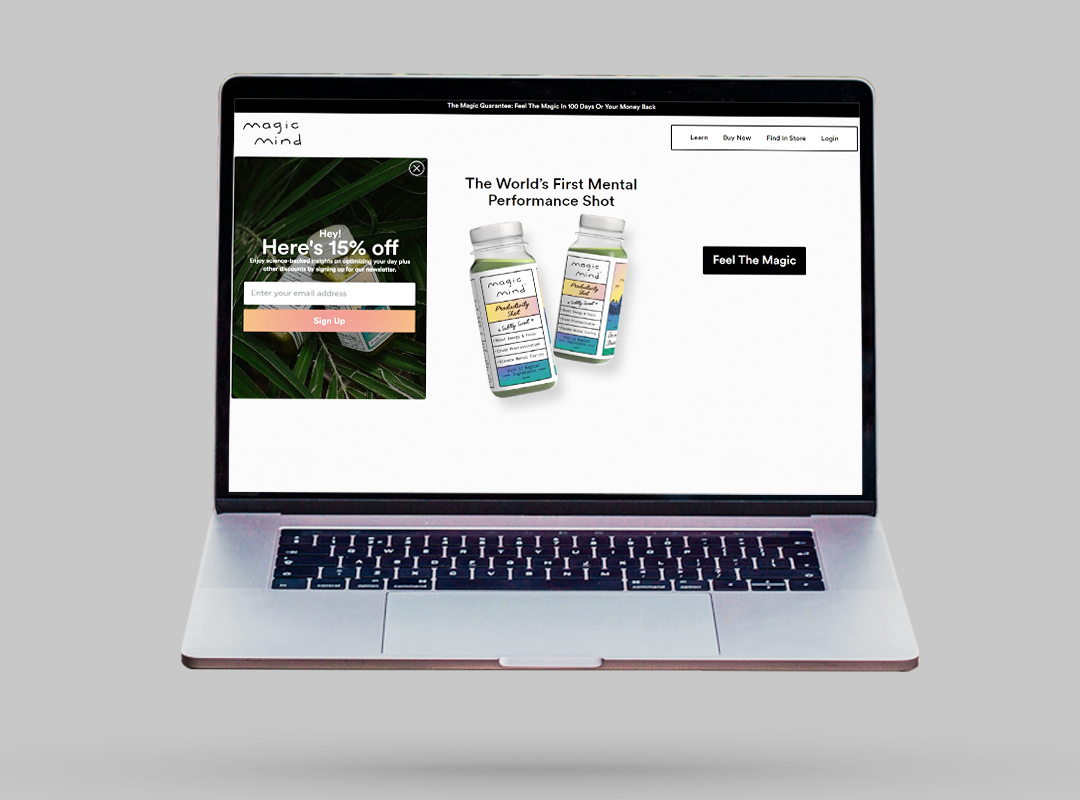 The Magic Guarantee: Feel The Magic In 100 Days Or Your Money Back
magic
mind
Learn Buy Now Find In Store Login
Hey!
Here's 15% off
Enjoy science-backed insights on optimizing your day plus
other discounts by signing up for our newsletter.
Enter your email address
Sign Up
The World's First Mental
Performance Shot
magic
mind
Productivity
Shot
Subtly Sweet
Boost Energy & Focus
Crush Procrastination
Elevate Mental Clarity
With 12 Magical
Ingredients
magic
mind
Productivity
Shot
Subtly Sweet
Feel The Magic